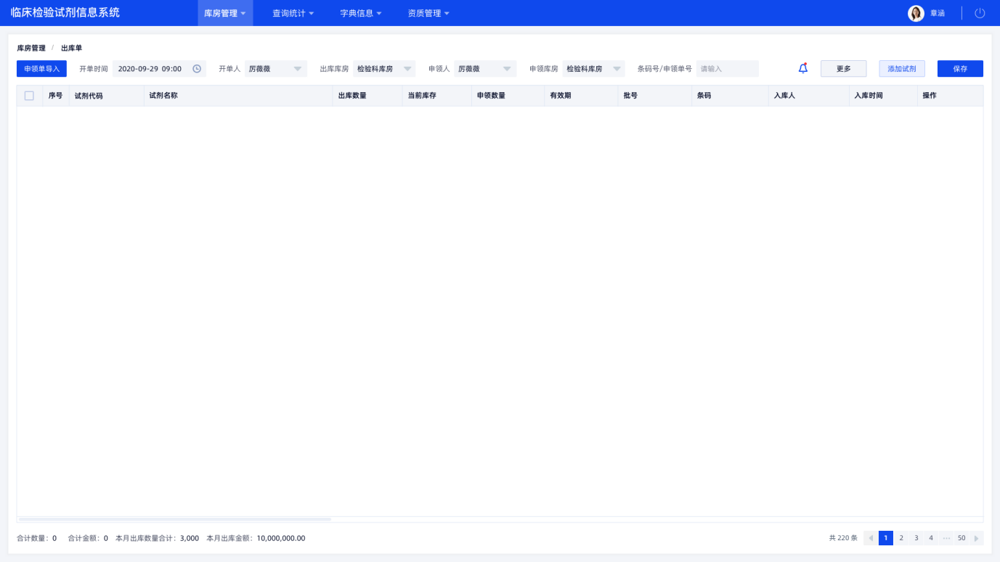 临床检验试剂信息系统 库房管理 查询统计 字典信息 资质管理 章涵
库房管理 / 出库单
申领单导入 开单时间 2020-09-29 09:00 开单人 厉薇薇 出库库房 检验科库房 申领人 厉薇薇 申领库房 检验科库房 条码号/申领单号 请输入 更多 添加试剂 保存
序号 试剂代码 试剂名称 出库数量 当前库存 申领数量 有效期 批号 条码 入库人 入库时间 操作
合计数量: 0 合计金额: 0 本月出库数量合计: 3,000 本月出库金额: 10,000,000.00 共 220 条 1 2 3 4 ··· 50